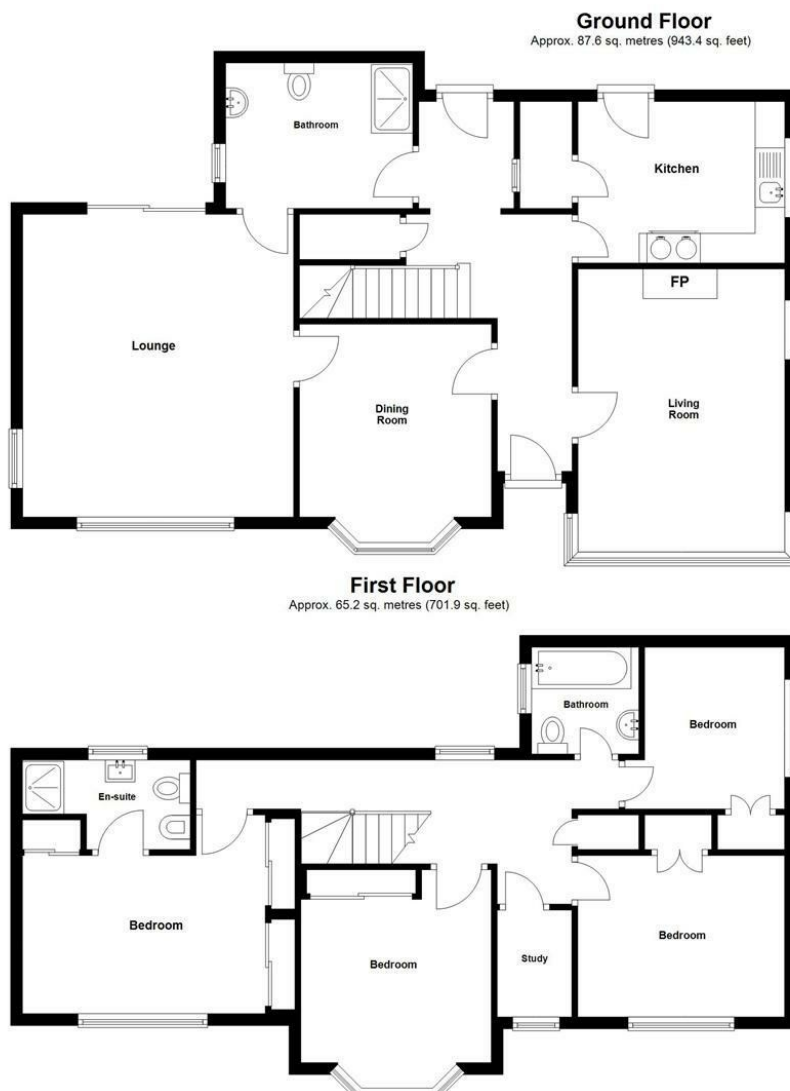 Ground Floor
Approx. 87.6 sq. metres (943.4 sq. feet)
Bathroom
Kitchen
FP
Lounge
Dining
Room
Living
Room
First Floor
Approx. 65.2 sq. metres (701.9 sq. feet)
Bathroom
Bedroom
En-suite
Bedroom
Bedroom
Study
Bedroom